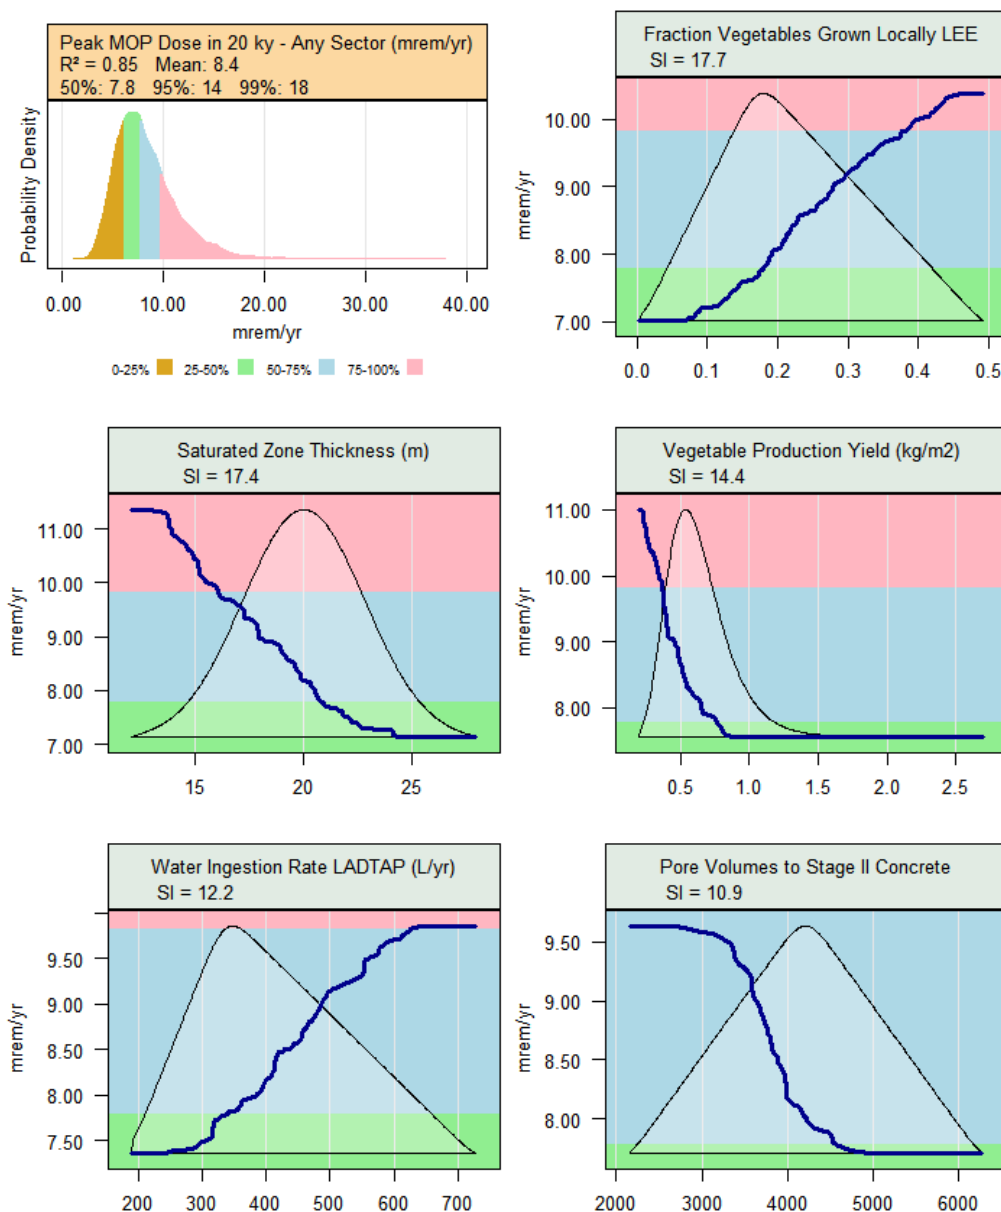 Peak MOP Dose in 20 ky - Any Sector (mrem/yr)
R² = 0.85 Mean: 8.4
50%: 7.8 95%: 14 99%: 18
Probability Density
0.00 10.00 20.00 30.00 40.00
mrem/yr
0-25% 25-50% 50-75% 75-100%
Fraction Vegetables Grown Locally LEE
SI = 17.7
mrem/yr
10.00
9.00
8.00
7.00
0.0 0.1 0.2 0.3 0.4 0.5
Saturated Zone Thickness (m)
SI = 17.4
mrem/yr
11.00
10.00
9.00
8.00
7.00
15 20 25
Vegetable Production Yield (kg/m2)
SI = 14.4
mrem/yr
11.00
10.00
9.00
8.00
0.5 1.0 1.5 2.0 2.5
Water Ingestion Rate LADTAP (L/yr)
SI = 12.2
mrem/yr
9.50
9.00
8.50
8.00
7.50
200 300 400 500 600 700
Pore Volumes to Stage II Concrete
SI = 10.9
mrem/yr
9.50
9.00
8.50
8.00
2000 3000 4000 5000 6000